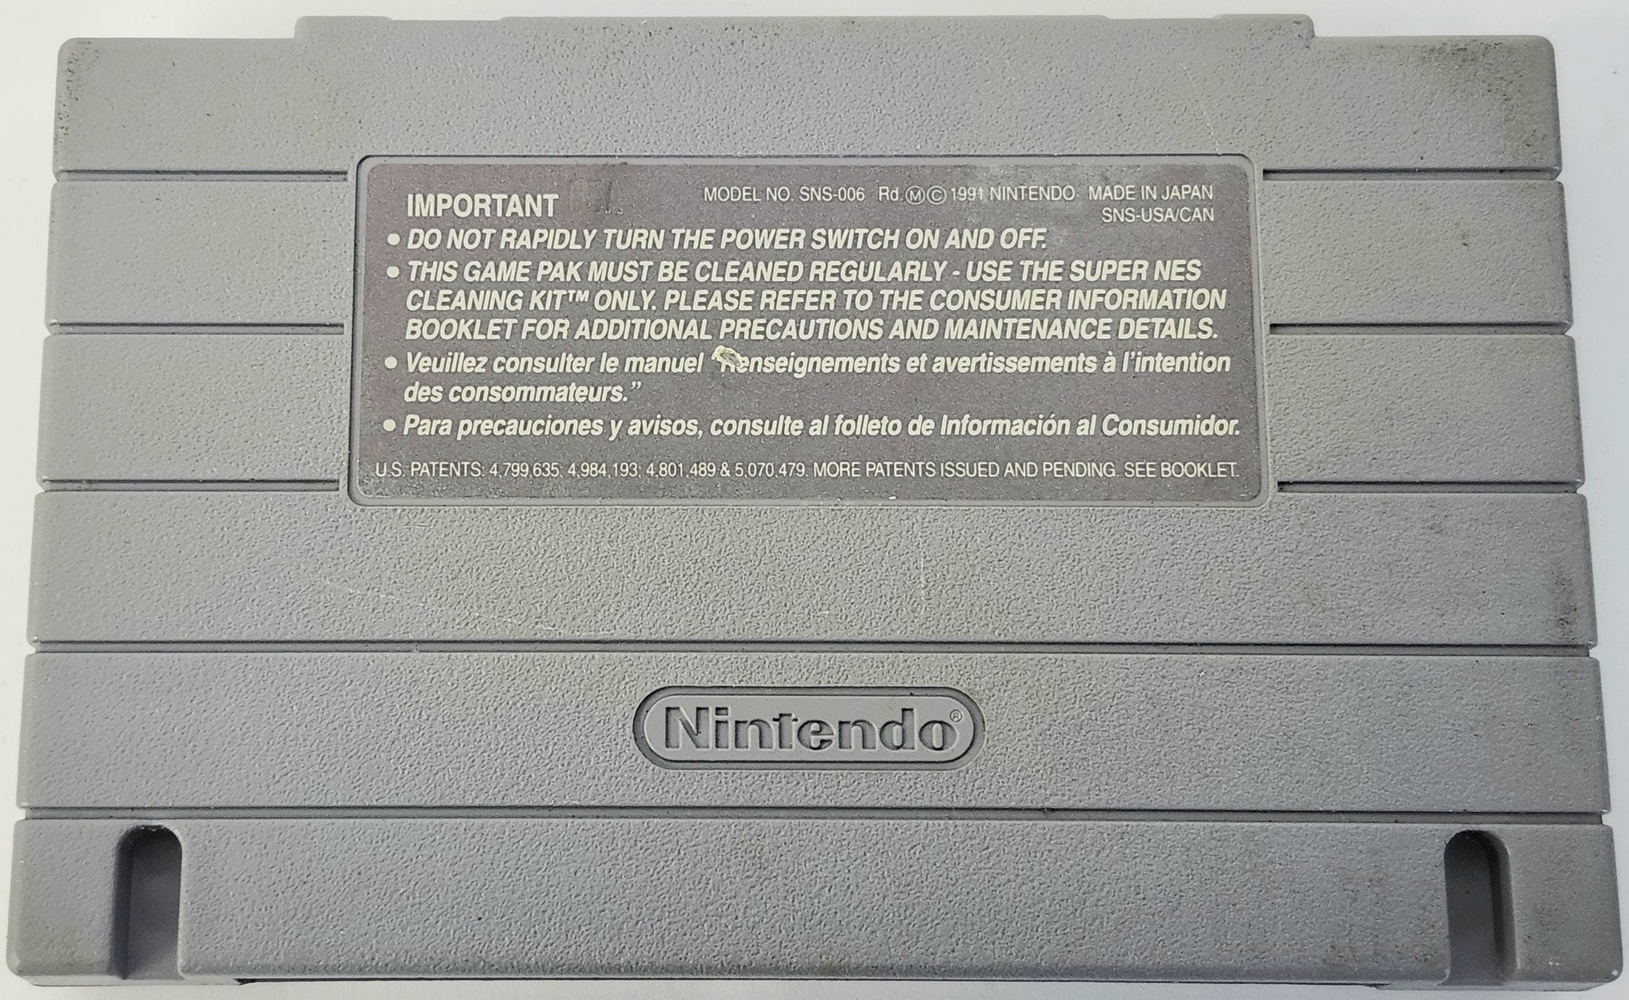 IMPORTANT
MODEL NO. SNS-006 Rd.ⓂⒸ1991 NINTENDO MADE IN JAPAN
SNS-USA/CAN
• DO NOT RAPIDLY TURN THE POWER SWITCH ON AND OFF.
• THIS GAME PAK MUST BE CLEANED REGULARLY - USE THE SUPER NES
CLEANING KIT™ ONLY. PLEASE REFER TO THE CONSUMER INFORMATION
BOOKLET FOR ADDITIONAL PRECAUTIONS AND MAINTENANCE DETAILS.
• Veuillez consulter le manuel "Renseignements et avertissements à l'intention
des consommateurs."
• Para precauciones y avisos, consulte al folleto de Información al Consumidor.
U.S. PATENTS: 4,799,635; 4,984,193; 4,801,489 & 5,070,479. MORE PATENTS ISSUED AND PENDING. SEE BOOKLET.
Nintendo®